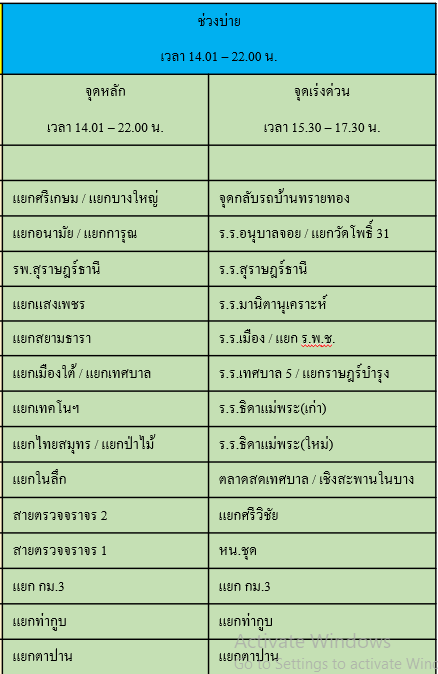 ช่วงบ่าย
เวลา 14.01 – 22.00 น.
จุดหลัก
จุดเร่งด่วน
เวลา 14.01 – 22.00 น.
เวลา 15.30 – 17.30 น.
แยกศรีเกษม / แยกบางใหญ่
จุดกลับรถบ้านทรายทอง
แยกอนามัย / แยกการุณ
ร.ร.อนุบาลจอย / แยกวัดโพธิ์ 31
รพ.สุราษฎร์ธานี
ร.ร.สุราษฎร์ธานี
แยกแสงเพชร
ร.ร.มานิตานุเคราะห์
แยกสยามธารา
ร.ร.เมือง / แยก ร.พ.ช.
แยกเมืองใต้ / แยกเทศบาล
ร.ร.เทศบาล 5 / แยกราษฎร์บำรุง
แยกเทคโนฯ
ร.ร.ธิดาแม่พระ(เก่า)
แยกไทยสมุทร / แยกป่าไม้
ร.ร.ธิดาแม่พระ(ใหม่)
แยกในลึก
ตลาดสดเทศบาล / เชิงสะพานในบาง
สายตรวจจราจร 2
แยกศรีวิชัย
สายตรวจจราจร 1
หน.ชุด
แยก กม.3
แยก กม.3
แยกท่ากูบ
แยกท่ากูบ
แยกตาปาน
แยกตาปาน
Activate Windows
Go to Settings to activate Win